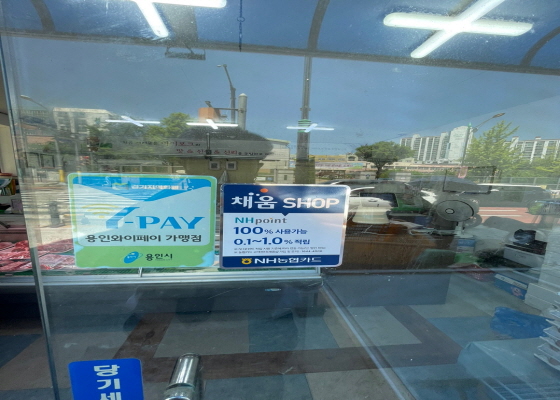 Y-PAY
용인와이페이 가맹점
용인시
채움 SHOP
NHpoint
100% 사용가능
0.1~1.0% 적립
NH농협카드
당기세